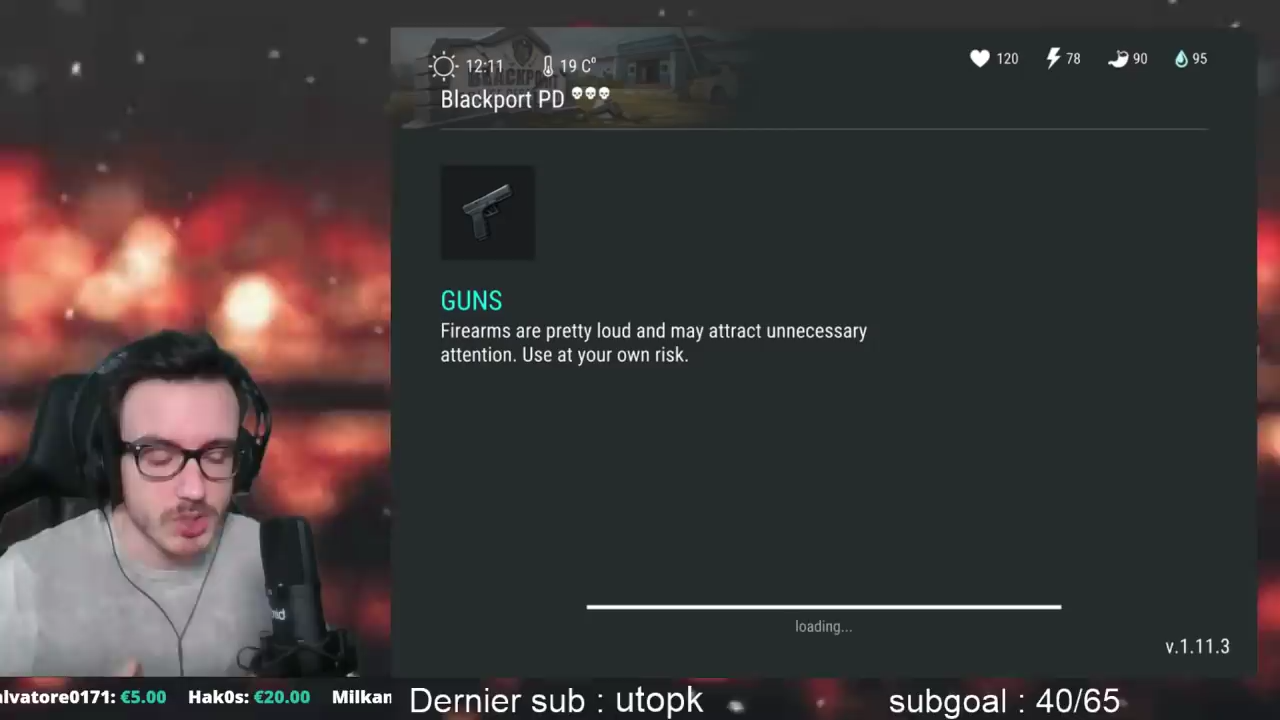 12:11 19 C° 120 78 90 95
Blackport PD
BLACKPORT
GUNS
Firearms are pretty loud and may attract unnecessary
attention. Use at your own risk.
loading...
v.1.11.3
alvatore0171: €5.00 Hak0s: €20.00 Milkan
Dernier sub : utopk
subgoal : 40/65